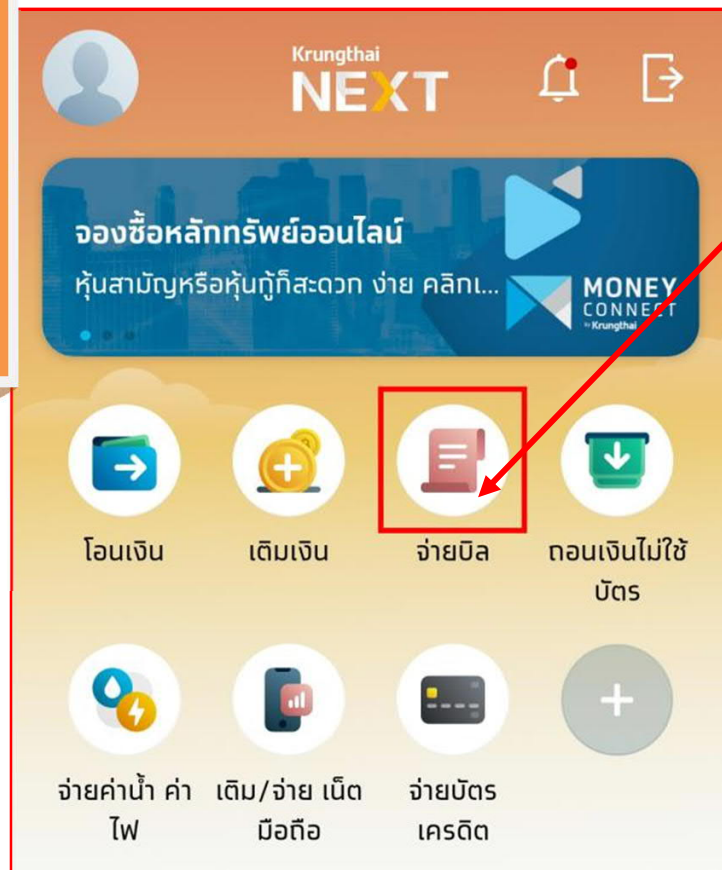 Krungthai
NEXT
จองซื้อหลักทรัพย์ออนไลน์
หุ้นสามัญหรือหุ้นกู้ก็สะดวก ง่าย คลิกเ...
MONEY
CONNECT
by Krungthai
โอนเงิน
เติมเงิน
จ่ายบิล
ถอนเงินไม่ใช้
บัตร
จ่ายค่าน้ำ ค่า
ไฟ
เติม/จ่าย เน็ต
มือถือ
จ่ายบัตร
เครดิต